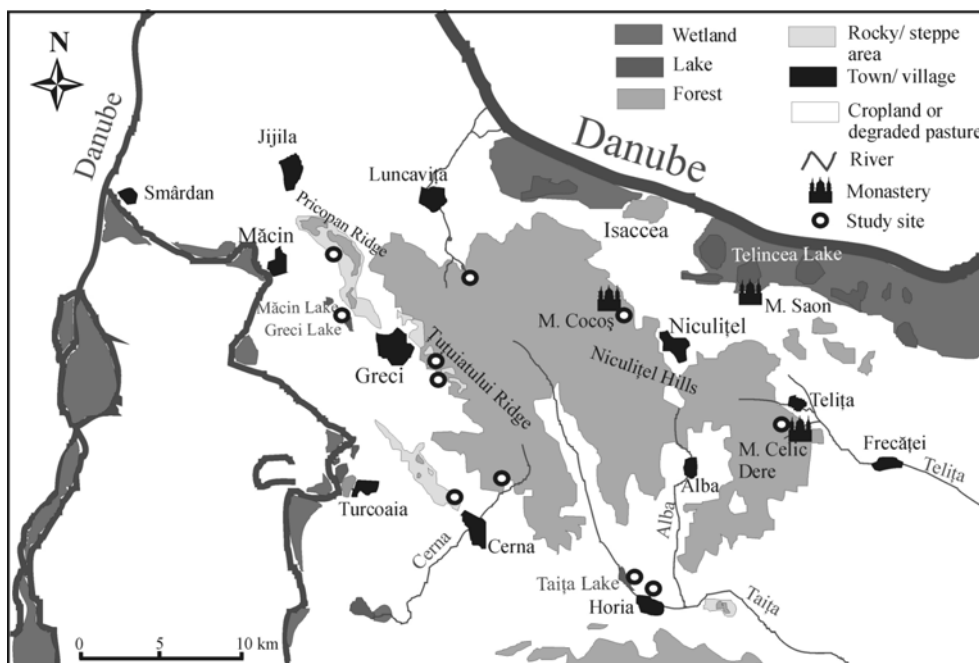 N
Wetland
Lake
Forest
Rocky/ steppe
area
Town/ village
Cropland or
degraded pasture
River
Monastery
Study site
Danube
Danube
Jijila
Smârdan
Luncavița
Pricopan Ridge
Măcin
Isaccea
Telincea Lake
M. Saon
Măcin Lake
Greci Lake
M. Cocoş
Niculițel
Greci
Țuțuiatului Ridge
Niculițel Hills
Telița
M. Celic
Dere
Frecăței
Telița
Turcoaia
Alba
Alba
Cerna
Cerna
Taița Lake
Horia
Taița
0 5 10 km